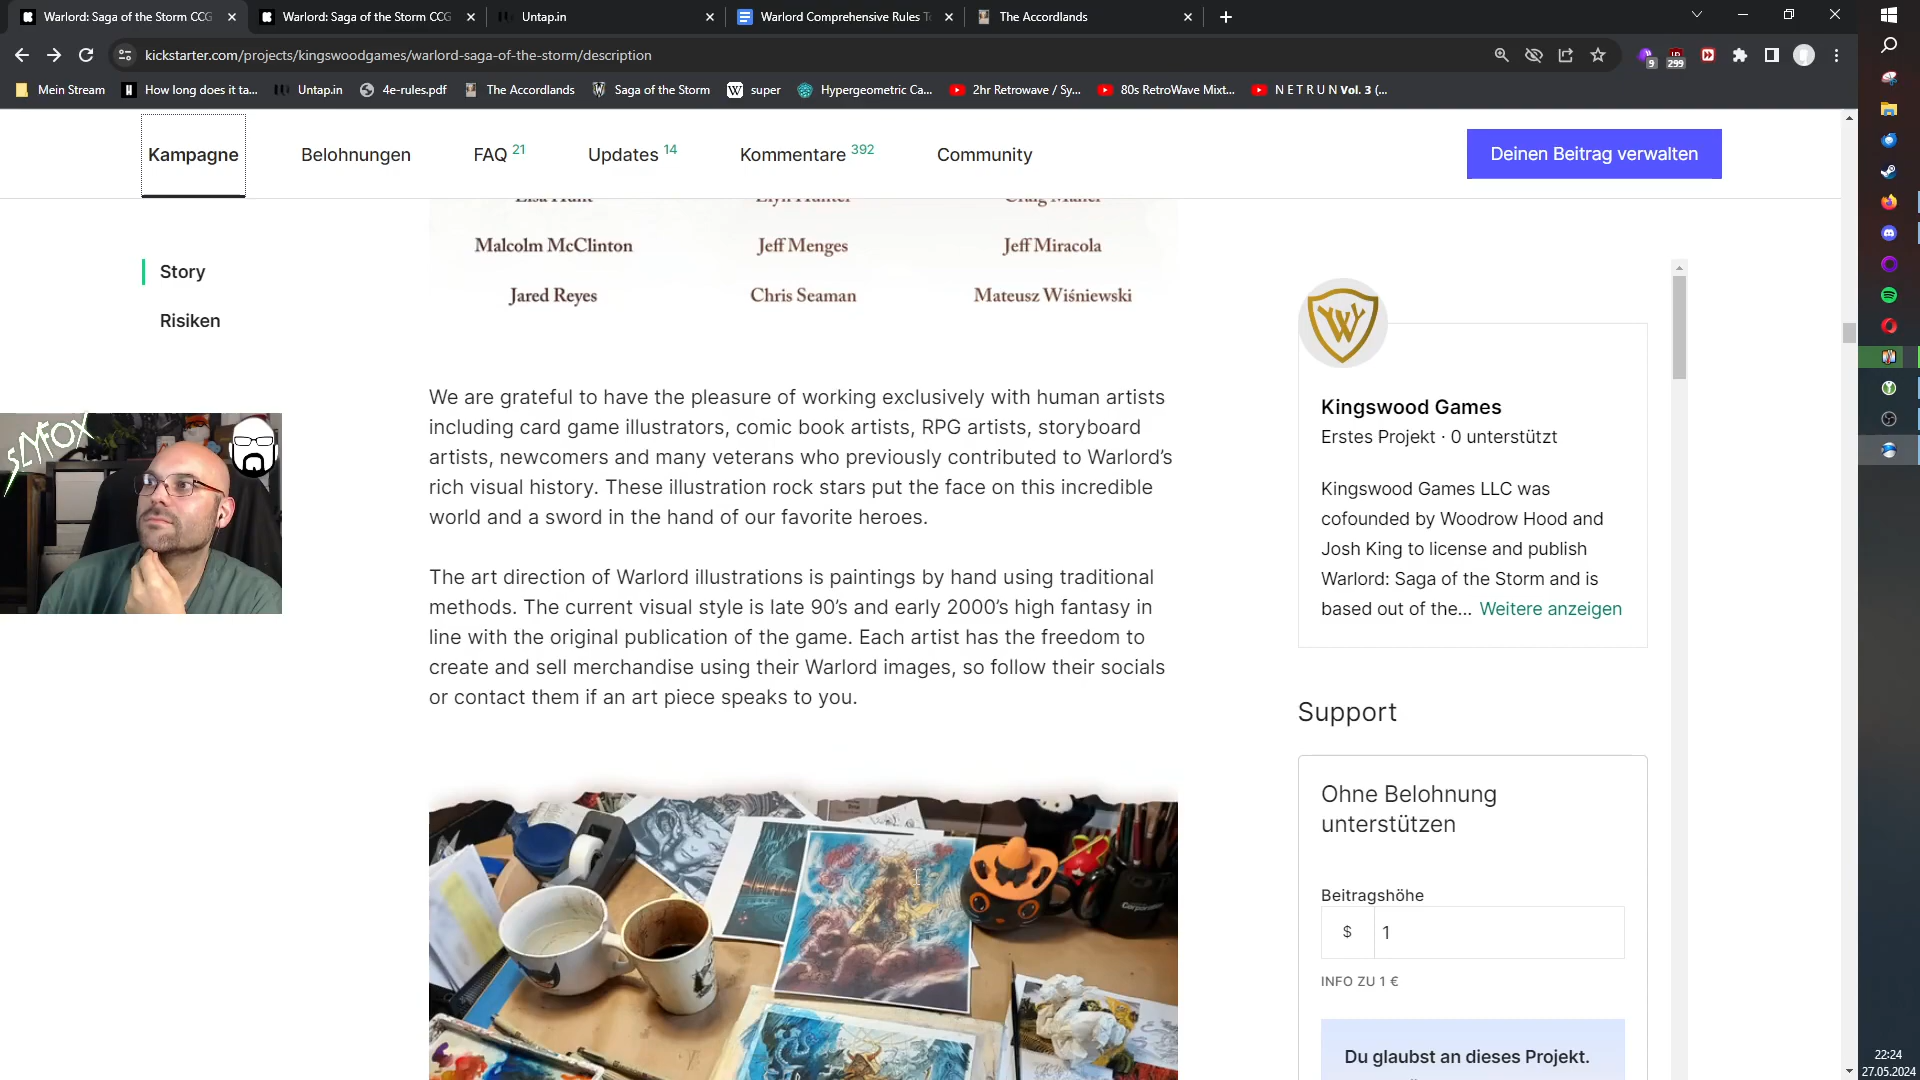 Warlord: Saga of the Storm CCG
Warlord: Saga of the Storm CCG
Untap.in
Warlord Comprehensive Rules T
The Accordlands
kickstarter.com/projects/kingswoodgames/warlord-saga-of-the-storm/description
9
299
Mein Stream
How long does it ta...
Untap.in
4e-rules.pdf
The Accordlands
Saga of the Storm
super
Hypergeometric Ca...
2hr Retrowave / Sy...
80s RetroWave Mixt...
N E T R U N Vol. 3 (...
Kampagne
Belohnungen
FAQ 21
Updates 14
Kommentare 392
Community
Deinen Beitrag verwalten
Story
Risiken
Lisa Hunt
Elyn Hunter
Craig Maher
Malcolm McClinton
Jeff Menges
Jeff Miracola
Jared Reyes
Chris Seaman
Mateusz Wiśniewski
SLYFOX
We are grateful to have the pleasure of working exclusively with human artists
including card game illustrators, comic book artists, RPG artists, storyboard
artists, newcomers and many veterans who previously contributed to Warlord's
rich visual history. These illustration rock stars put the face on this incredible
world and a sword in the hand of our favorite heroes.
The art direction of Warlord illustrations is paintings by hand using traditional
methods. The current visual style is late 90's and early 2000's high fantasy in
line with the original publication of the game. Each artist has the freedom to
create and sell merchandise using their Warlord images, so follow their socials
or contact them if an art piece speaks to you.
Kingswood Games
Erstes Projekt · 0 unterstützt
Kingswood Games LLC was
cofounded by Woodrow Hood and
Josh King to license and publish
Warlord: Saga of the Storm and is
based out of the... Weitere anzeigen
Support
Ohne Belohnung
unterstützen
Beitragshöhe
$ 1
INFO ZU 1 €
Du glaubst an dieses Projekt.
22:24
27.05.2024